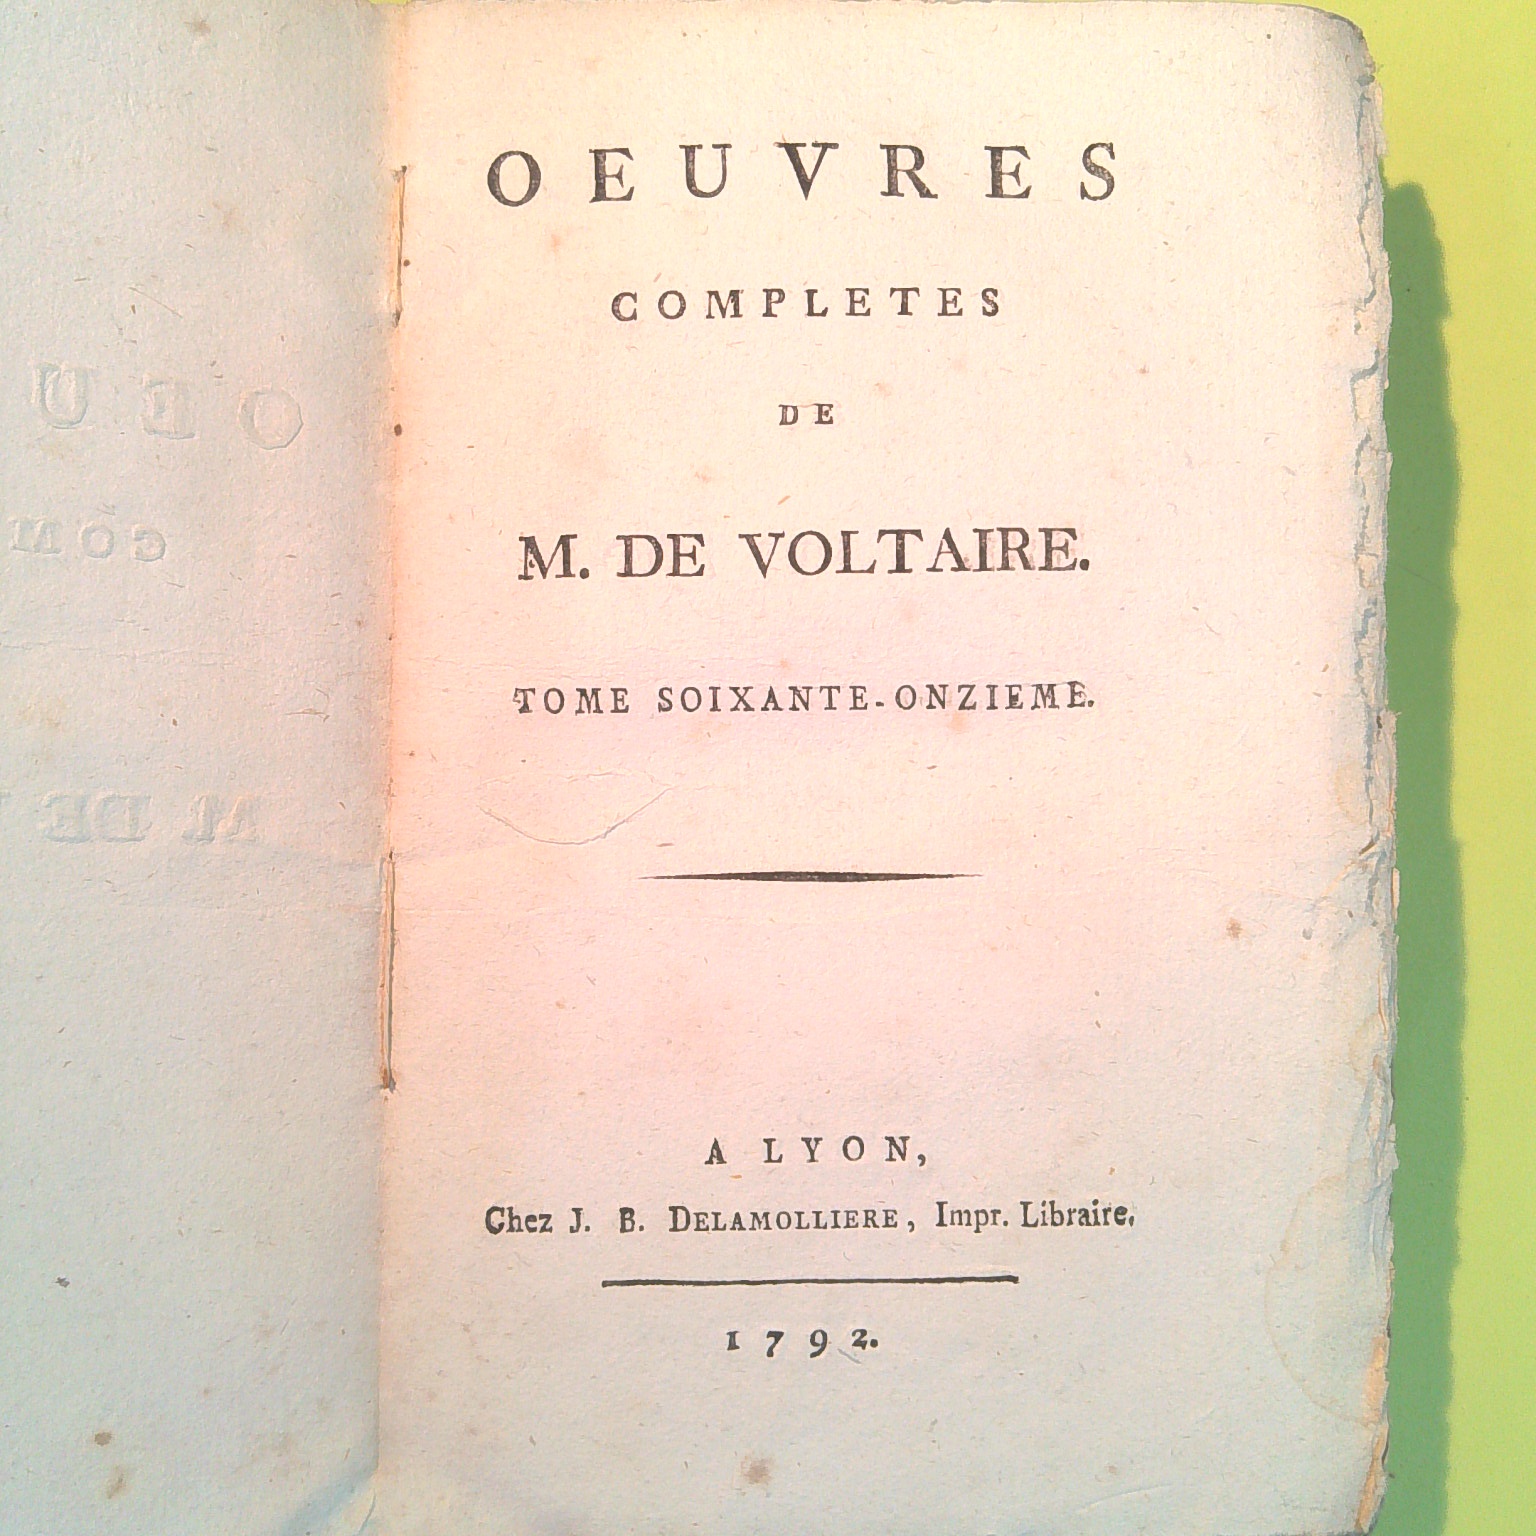 OEUVRES
COMPLETES
DE
M. DE VOLTAIRE.
TOME SOIXANTE-ONZIEME.
A LYON,
Chez J. B. DELAMOLLIERE, Impr. Libraire.
1792.